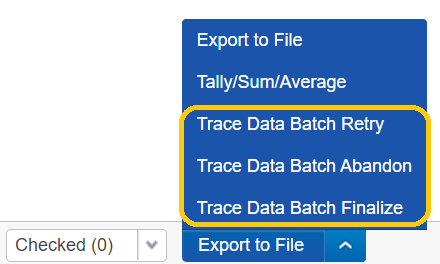 Export to File
Tally/Sum/Average
Trace Data Batch Retry
Trace Data Batch Abandon
Trace Data Batch Finalize
Checked (0) Export to File